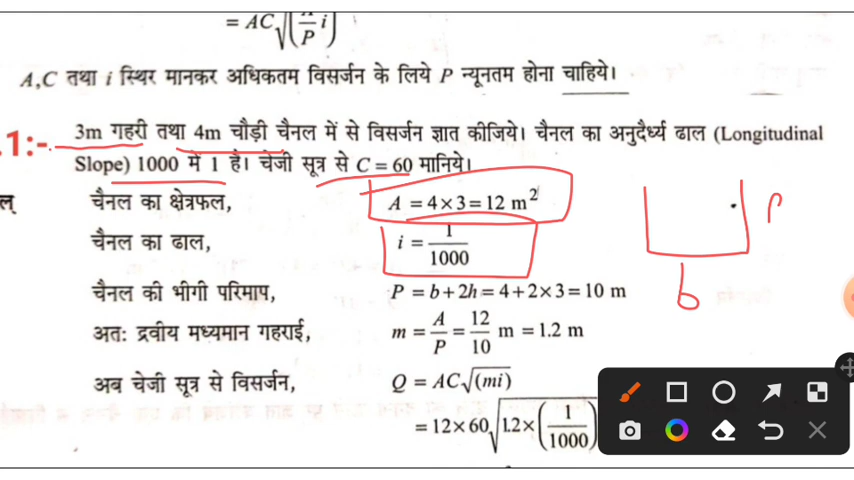 = AC√(A/P i)
A,C तथा i स्थिर मानकर अधिकतम विसर्जन के लिये P न्यूनतम होना चाहिये।
.1:- 3m गहरी तथा 4m चौड़ी चैनल में से विसर्जन ज्ञात कीजिये। चैनल का अनुदैर्ध्य ढाल (Longitudinal
Slope) 1000 में 1 है। चेजी सूत्र से C = 60 मानिये।
ल् चैनल का क्षेत्रफल, A = 4×3 = 12 m²
चैनल का ढाल, i = 1/1000
चैनल की भीगी परिमाप, P = b + 2h = 4 + 2×3 = 10 m
b
अतः द्रवीय मध्यमान गहराई, m = A/P = 12/10 m = 1.2 m
अब चेजी सूत्र से विसर्जन, Q = AC√(mi)
= 12×60√1.2×(1/1000)